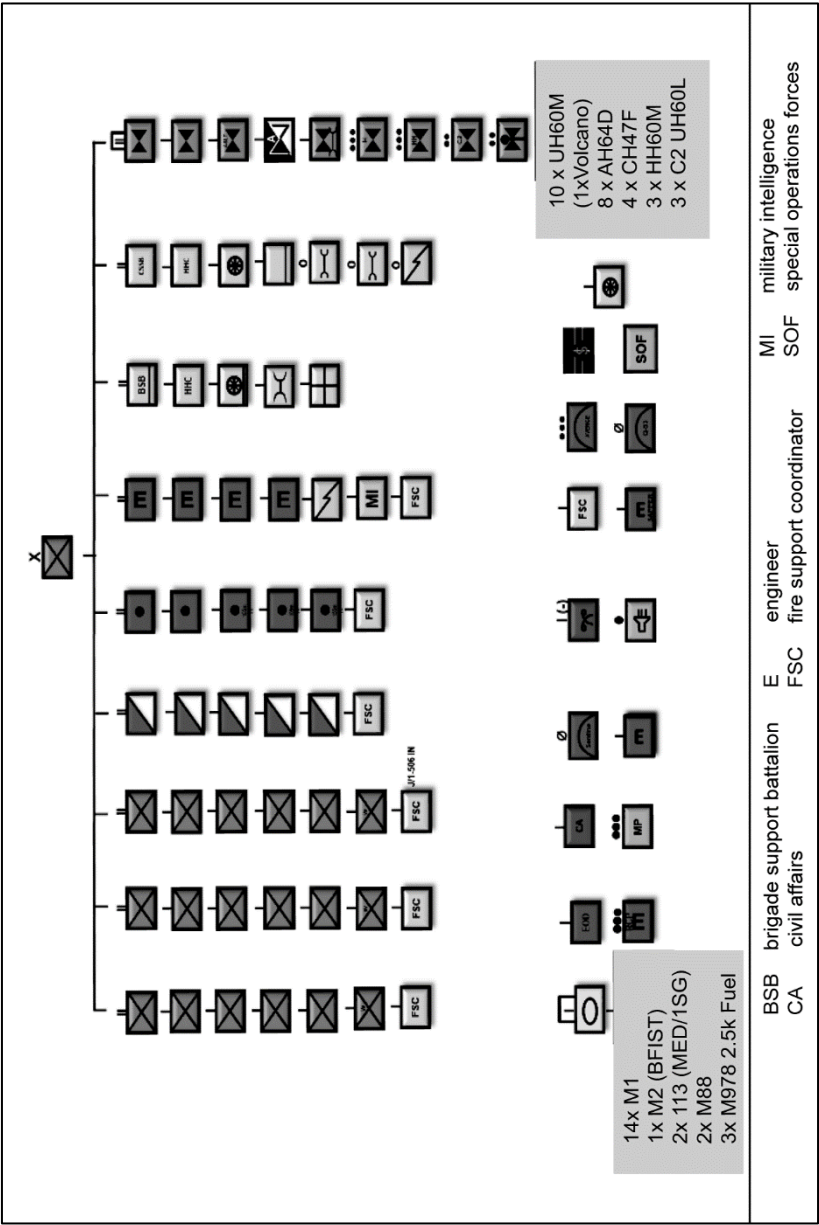 X
E
BSB
CSSB
E
HHC
HHC
E
E
A
FSC
FSC
MI
FSC
FSC
FSC
FSC
J/1-506 IN
10 x UH60M
(1xVolcano)
8 x AH64D
4 x CH47F
3 x HH60M
3 x C2 UH60L
EOD
CA
(-)
FSC
E
MP
E
E
SOF
14x M1
1x M2 (BFIST)
2x 113 (MED/1SG)
2x M88
3x M978 2.5k Fuel
BSB brigade support battalion
CA civil affairs
E engineer
FSC fire support coordinator
MI military intelligence
SOF special operations forces